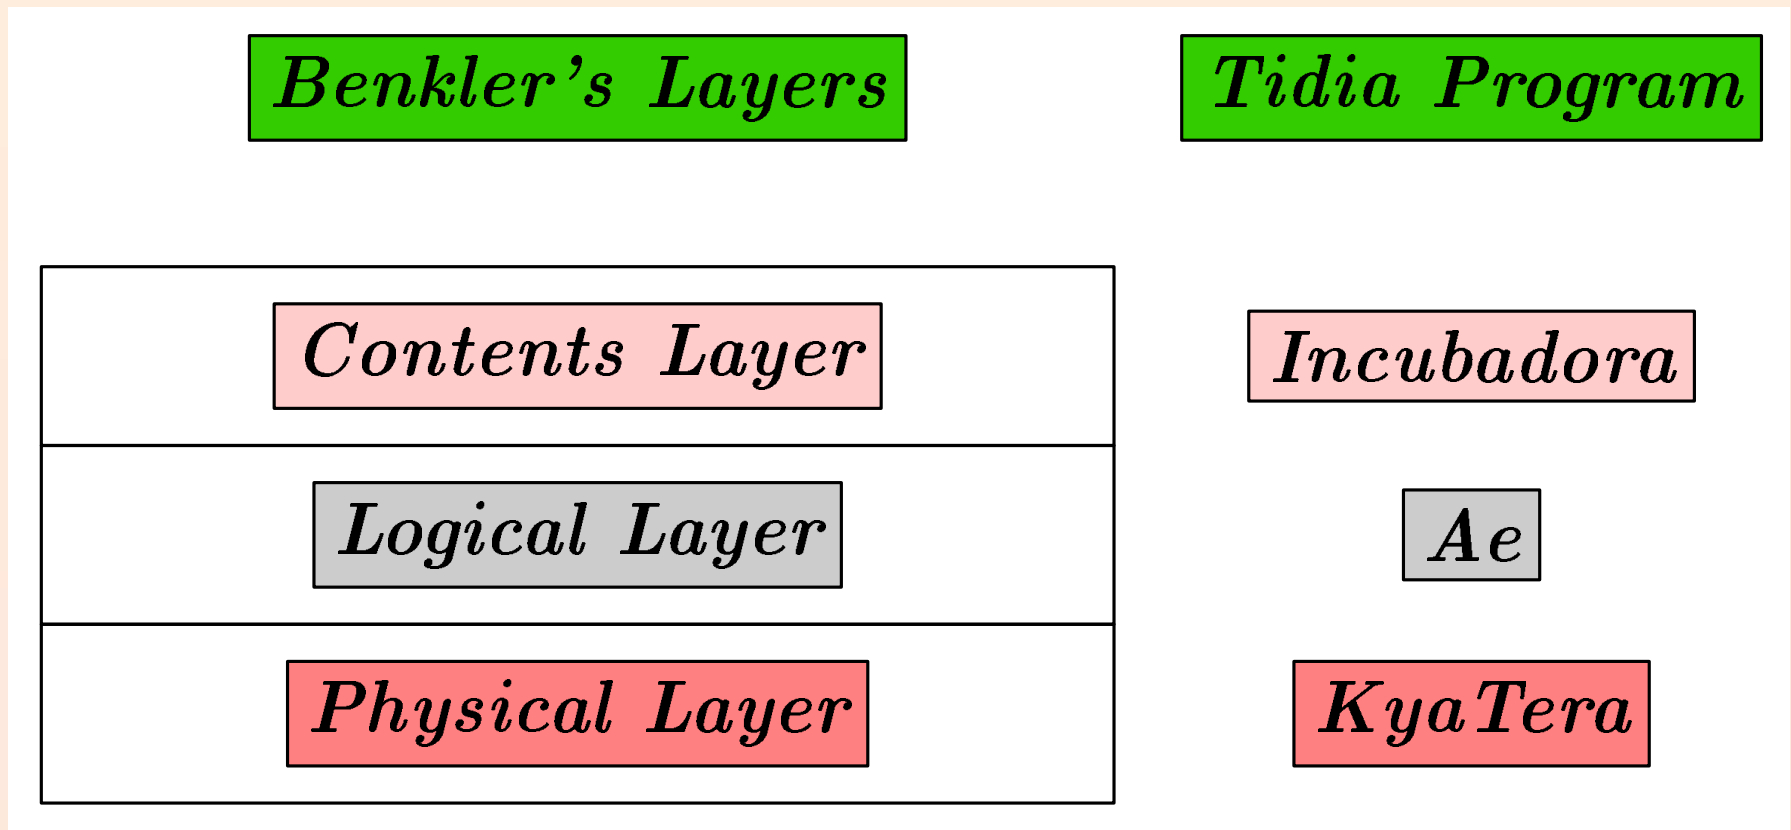 Benkler's Layers
Tidia Program
Contents Layer
Incubadora
Logical Layer
Ae
Physical Layer
KyaTera